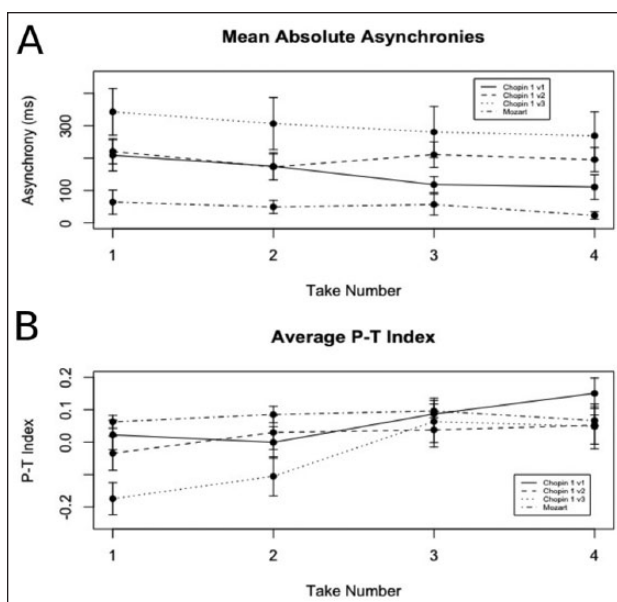 A
Mean Absolute Asynchronies
Chopin 1 v1
Chopin 1 v2
Chopin 1 v3
Mozart
Asynchrony (ms)
300
100
0
1 2 3 4
Take Number
B
Average P-T Index
0.2
0.0
-0.2
P-T Index
Chopin 1 v1
Chopin 1 v2
Chopin 1 v3
Mozart
1 2 3 4
Take Number